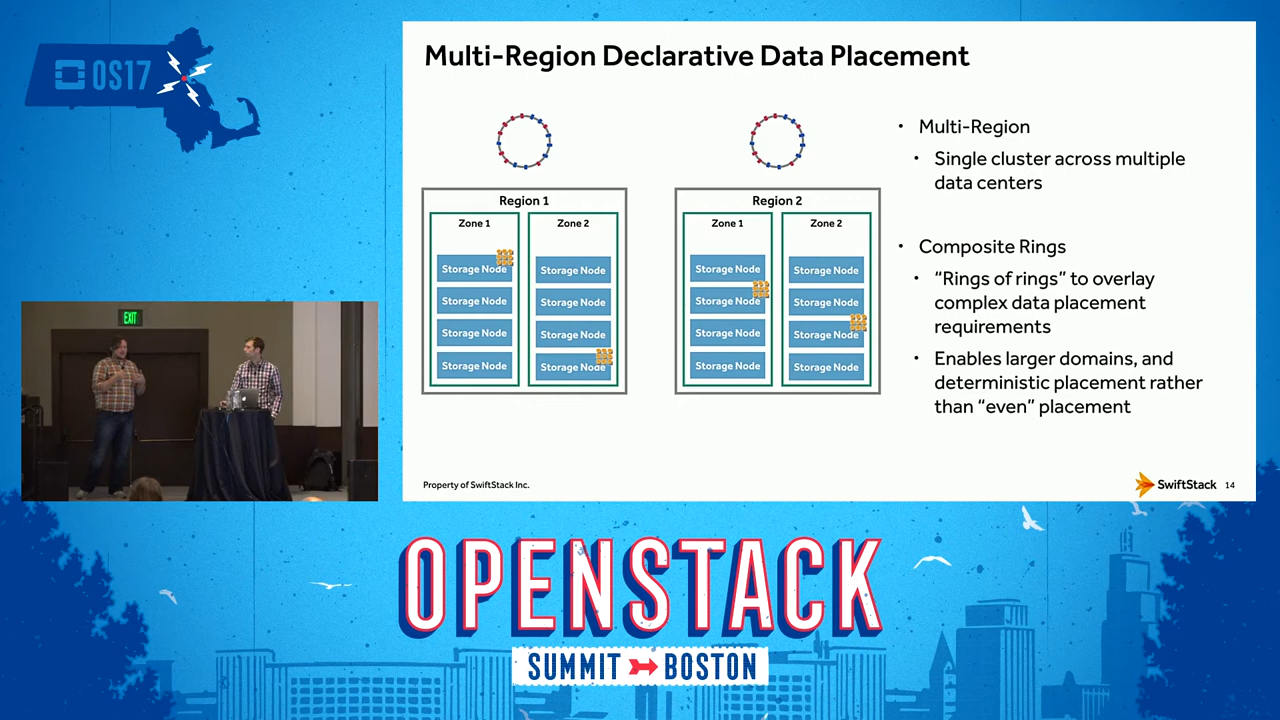 OS17
Multi-Region Declarative Data Placement
Region 1
Zone 1
Storage Node
Storage Node
Storage Node
Storage Node
Zone 2
Storage Node
Storage Node
Storage Node
Storage Node
Region 2
Zone 1
Storage Node
Storage Node
Storage Node
Storage Node
Zone 2
Storage Node
Storage Node
Storage Node
Storage Node
• Multi-Region
• Single cluster across multiple
data centers
• Composite Rings
• “Rings of rings” to overlay
complex data placement
requirements
• Enables larger domains, and
deterministic placement rather
than “even” placement
EXIT
Property of SwiftStack Inc.
SwiftStack 14
OPENSTACK
SUMMIT BOSTON